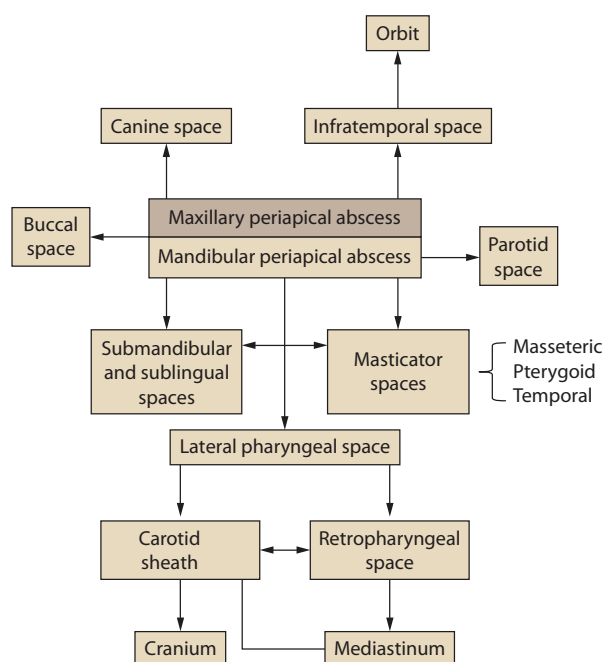 Orbit
Canine space
Infratemporal space
Maxillary periapical abscess
Buccal
space
Mandibular periapical abscess
Parotid
space
Submandibular
and sublingual
spaces
Masticator
spaces
Masseteric
Pterygoid
Temporal
Lateral pharyngeal space
Carotid
sheath
Retropharyngeal
space
Cranium
Mediastinum